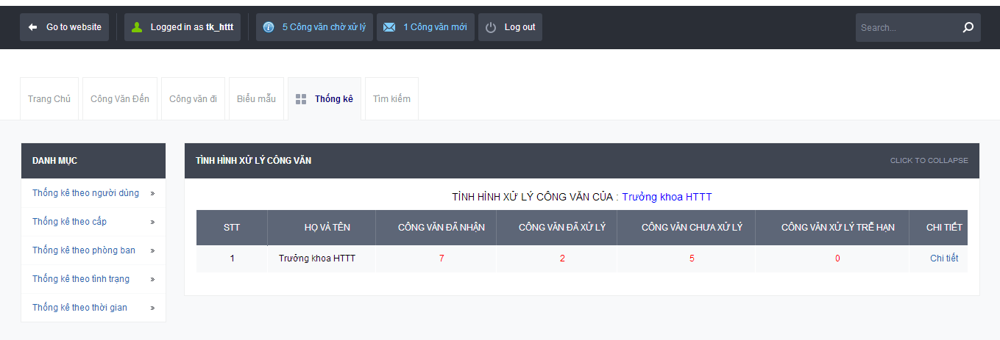 Go to website Logged in as tk_httt 5 Công văn chờ xử lý 1 Công văn mới Log out Search...
Trang Chủ Công Văn Đến Công văn đi Biểu mẫu Thống kê Tìm kiếm
DANH MỤC
Thống kê theo người dùng »
Thống kê theo cấp »
Thống kê theo phòng ban »
Thống kê theo tình trạng »
Thống kê theo thời gian »
TÌNH HÌNH XỬ LÝ CÔNG VĂN CLICK TO COLLAPSE
TÌNH HÌNH XỬ LÝ CÔNG VĂN CỦA : Trưởng khoa HTTT
STT HỌ VÀ TÊN CÔNG VĂN ĐÃ NHẬN CÔNG VĂN ĐÃ XỬ LÝ CÔNG VĂN CHƯA XỬ LÝ CÔNG VĂN XỬ LÝ TRỄ HẠN CHI TIẾT
1 Trưởng khoa HTTT 7 2 5 0 Chi tiết